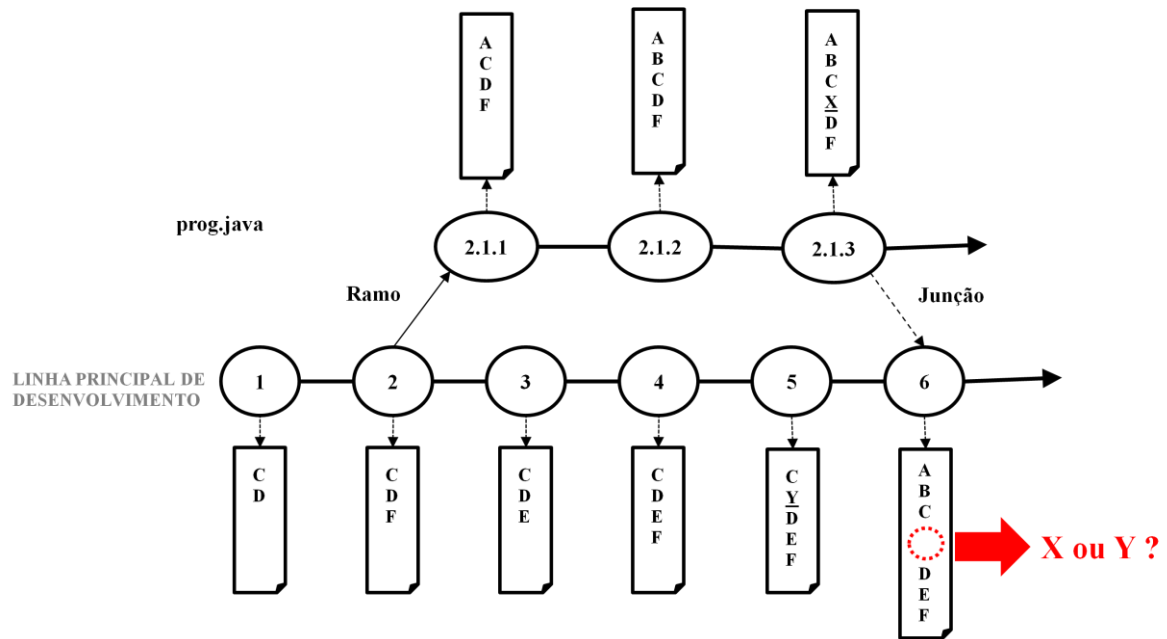 A
C
D
F
A
B
C
D
F
A
B
C
X
D
F
prog.java
2.1.1
2.1.2
2.1.3
Ramo
Junção
LINHA PRINCIPAL DE
DESENVOLVIMENTO
1
2
3
4
5
6
C
D
C
D
F
C
D
E
C
D
E
F
C
Y
D
E
F
A
B
C
D
E
F
X ou Y ?